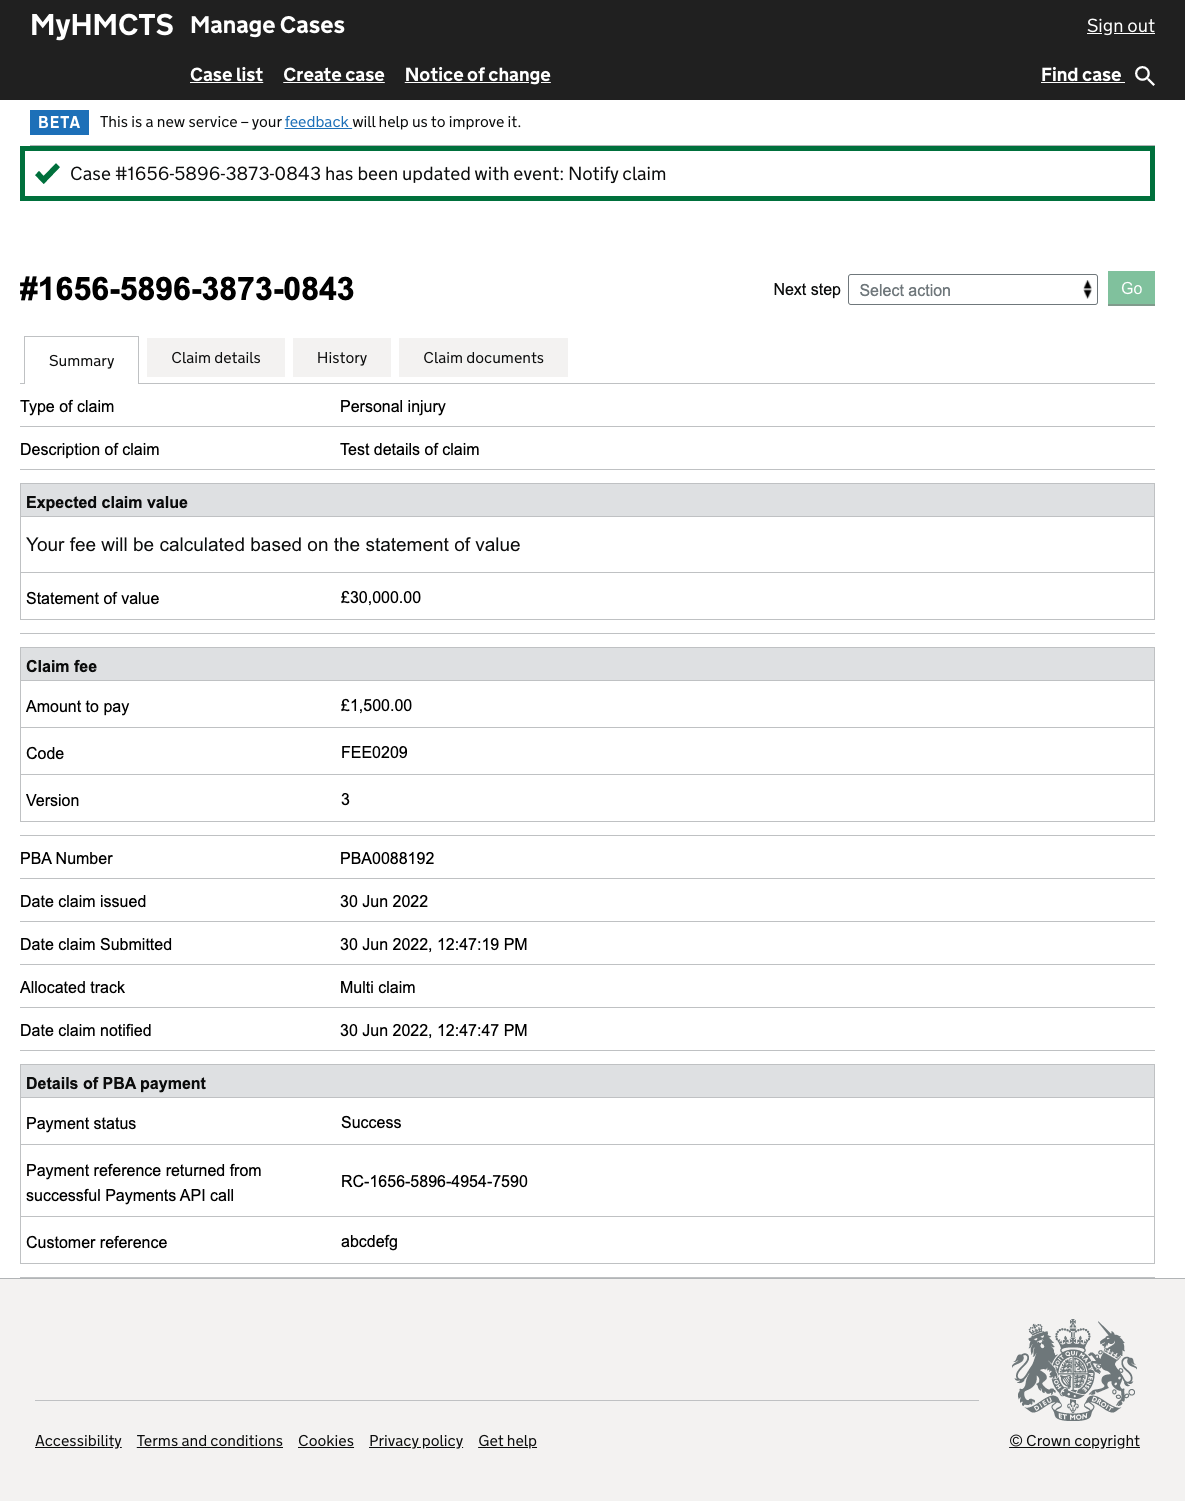 MyHMCTS Manage Cases Sign out
Case list Create case Notice of change Find case
BETA This is a new service – your feedback will help us to improve it.
Case #1656-5896-3873-0843 has been updated with event: Notify claim
#1656-5896-3873-0843 Next step Select action Go
Summary Claim details History Claim documents
Type of claim Personal injury
Description of claim Test details of claim
Expected claim value
Your fee will be calculated based on the statement of value
Statement of value £30,000.00
Claim fee
Amount to pay £1,500.00
Code FEE0209
Version 3
PBA Number PBA0088192
Date claim issued 30 Jun 2022
Date claim Submitted 30 Jun 2022, 12:47:19 PM
Allocated track Multi claim
Date claim notified 30 Jun 2022, 12:47:47 PM
Details of PBA payment
Payment status Success
Payment reference returned from
successful Payments API call RC-1656-5896-4954-7590
Customer reference abcdefg
DIEU ET MON DROIT
Accessibility Terms and conditions Cookies Privacy policy Get help © Crown copyright